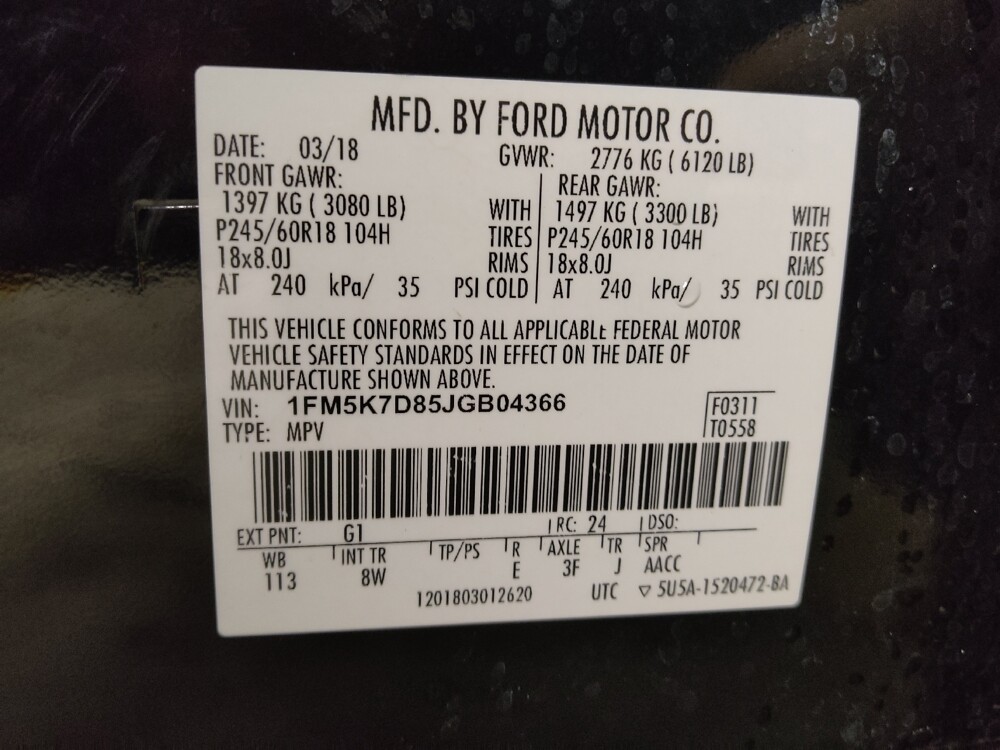 MFD. BY FORD MOTOR CO.
DATE: 03/18 GVWR: 2776 KG ( 6120 LB)
FRONT GAWR: REAR GAWR:
1397 KG ( 3080 LB) WITH 1497 KG ( 3300 LB) WITH
P245/60R18 104H TIRES P245/60R18 104H TIRES
18x8.0J RIMS 18x8.0J RIMS
AT 240 kPa/ 35 PSI COLD AT 240 kPa/ 35 PSI COLD
THIS VEHICLE CONFORMS TO ALL APPLICABLE FEDERAL MOTOR
VEHICLE SAFETY STANDARDS IN EFFECT ON THE DATE OF
MANUFACTURE SHOWN ABOVE.
VIN: 1FM5K7D85JGB04366 F0311
TYPE: MPV T0558
EXT PNT: G1 RC: 24 DSO:
WB INT TR TP/PS R AXLE TR SPR
113 8W E 3F J AACC
1201803012620 UTC ▽ 5U5A-1520472-BA